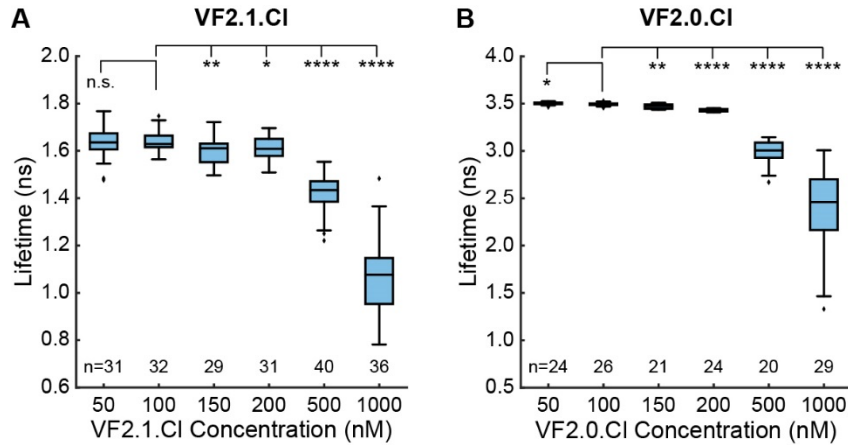 A
VF2.1.Cl
n.s.
** * **** ****
2.0
1.8
1.6
1.4
1.2
1.0
0.8
0.6
Lifetime (ns)
n=31 32 29 31 40 36
50 100 150 200 500 1000
VF2.1.Cl Concentration (nM)
B
VF2.0.Cl
*
** **** **** ****
4.0
3.5
3.0
2.5
2.0
1.5
1.0
0.5
Lifetime (ns)
n=24 26 21 24 20 29
50 100 150 200 500 1000
VF2.0.Cl Concentration (nM)